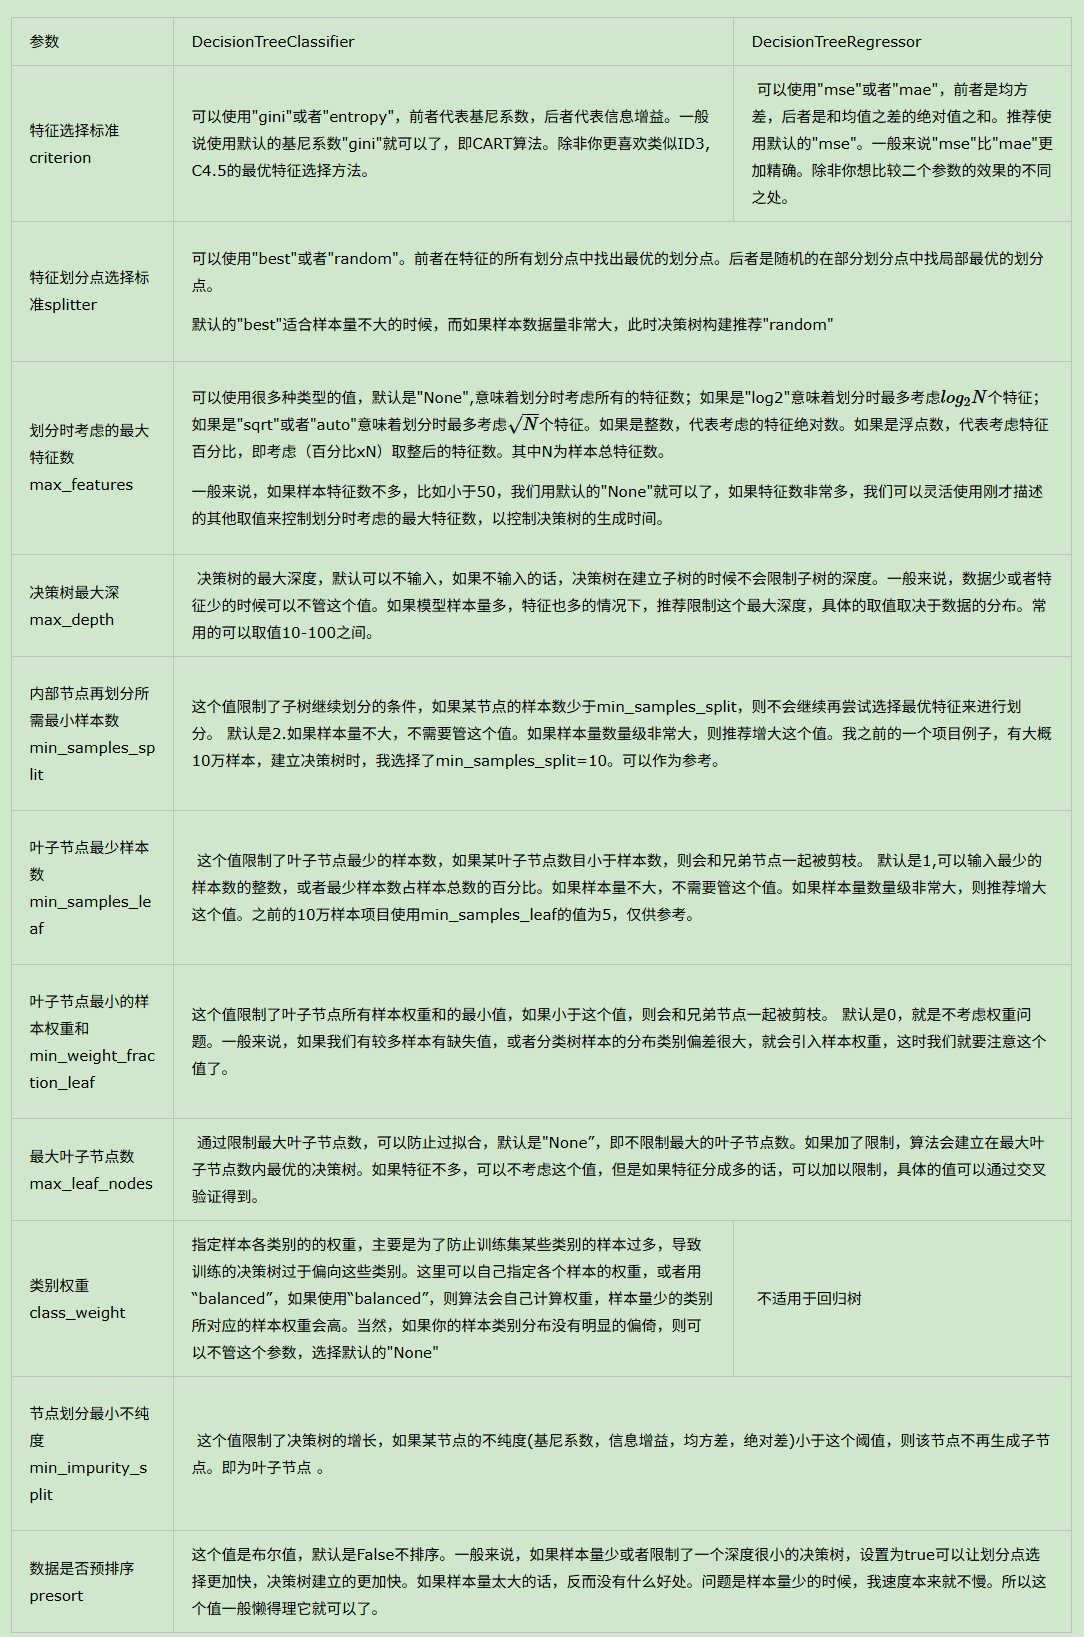 参数
DecisionTreeClassifier
DecisionTreeRegressor
特征选择标准
criterion
可以使用"gini"或者"entropy"，前者代表基尼系数，后者代表信息增益。一般
说使用默认的基尼系数"gini"就可以了，即CART算法。除非你更喜欢类似ID3,
C4.5的最优特征选择方法。
可以使用"mse"或者"mae"，前者是均方
差，后者是和均值之差的绝对值之和。推荐使
用默认的"mse"。一般来说"mse"比"mae"更
加精确。除非你想比较二个参数的效果的不同
之处。
特征划分点选择标
准splitter
可以使用"best"或者"random"。前者在特征的所有划分点中找出最优的划分点。后者是随机的在部分划分点中找局部最优的划分
点。
默认的"best"适合样本量不大的时候，而如果样本数据量非常大，此时决策树构建推荐"random"
划分时考虑的最大
特征数
max_features
可以使用很多种类型的值，默认是"None",意味着划分时考虑所有的特征数；如果是"log2"意味着划分时最多考虑log₂N个特征；
如果是"sqrt"或者"auto"意味着划分时最多考虑√N个特征。如果是整数，代表考虑的特征绝对数。如果是浮点数，代表考虑特征
百分比，即考虑（百分比xN）取整后的特征数。其中N为样本总特征数。
一般来说，如果样本特征数不多，比如小于50，我们用默认的"None"就可以了，如果特征数非常多，我们可以灵活使用刚才描述
的其他取值来控制划分时考虑的最大特征数，以控制决策树的生成时间。
决策树最大深
max_depth
决策树的最大深度，默认可以不输入，如果不输入的话，决策树在建立子树的时候不会限制子树的深度。一般来说，数据少或者特
征少的时候可以不管这个值。如果模型样本量多，特征也多的情况下，推荐限制这个最大深度，具体的取值取决于数据的分布。常
用的可以取值10-100之间。
内部节点再划分所
需最小样本数
min_samples_sp
lit
这个值限制了子树继续划分的条件，如果某节点的样本数少于min_samples_split，则不会继续再尝试选择最优特征来进行划
分。 默认是2.如果样本量不大，不需要管这个值。如果样本量数量级非常大，则推荐增大这个值。我之前的一个项目例子，有大概
10万样本，建立决策树时，我选择了min_samples_split=10。可以作为参考。
叶子节点最少样本
数
min_samples_le
af
这个值限制了叶子节点最少的样本数，如果某叶子节点数目小于样本数，则会和兄弟节点一起被剪枝。 默认是1,可以输入最少的
样本数的整数，或者最少样本数占样本总数的百分比。如果样本量不大，不需要管这个值。如果样本量数量级非常大，则推荐增大
这个值。之前的10万样本项目使用min_samples_leaf的值为5，仅供参考。
叶子节点最小的样
本权重和
min_weight_frac
tion_leaf
这个值限制了叶子节点所有样本权重和的最小值，如果小于这个值，则会和兄弟节点一起被剪枝。 默认是0，就是不考虑权重问
题。一般来说，如果我们有较多样本有缺失值，或者分类树样本的分布类别偏差很大，就会引入样本权重，这时我们就要注意这个
值了。
最大叶子节点数
max_leaf_nodes
通过限制最大叶子节点数，可以防止过拟合，默认是"None”，即不限制最大的叶子节点数。如果加了限制，算法会建立在最大叶
子节点数内最优的决策树。如果特征不多，可以不考虑这个值，但是如果特征分成多的话，可以加以限制，具体的值可以通过交叉
验证得到。
类别权重
class_weight
指定样本各类别的的权重，主要是为了防止训练集某些类别的样本过多，导致
训练的决策树过于偏向这些类别。这里可以自己指定各个样本的权重，或者用
“balanced”，如果使用“balanced”，则算法会自己计算权重，样本量少的类别
所对应的样本权重会高。当然，如果你的样本类别分布没有明显的偏倚，则可
以不管这个参数，选择默认的"None"
不适用于回归树
节点划分最小不纯
度
min_impurity_s
plit
这个值限制了决策树的增长，如果某节点的不纯度(基尼系数，信息增益，均方差，绝对差)小于这个阈值，则该节点不再生成子节
点。即为叶子节点 。
数据是否预排序
presort
这个值是布尔值，默认是False不排序。一般来说，如果样本量少或者限制了一个深度很小的决策树，设置为true可以让划分点选
择更加快，决策树建立的更加快。如果样本量太大的话，反而没有什么好处。问题是样本量少的时候，我速度本来就不慢。所以这
个值一般懒得理它就可以了。